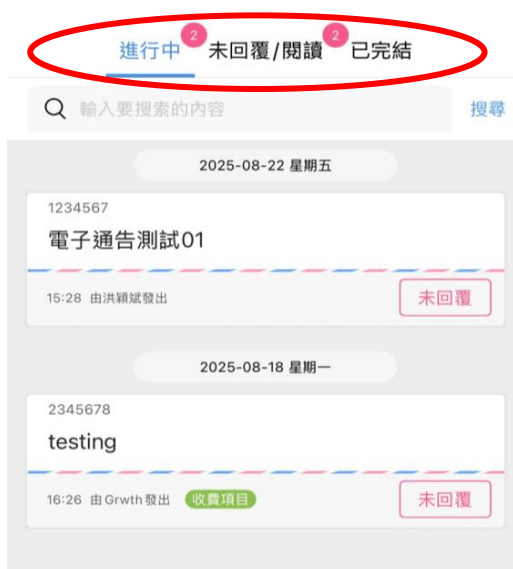 進行中 2 未回覆/閱讀 2 已完結
輸入要搜索的內容 搜尋
2025-08-22 星期五
1234567
電子通告測試01
15:28 由洪穎斌發出 未回覆
2025-08-18 星期一
2345678
testing
16:26 由Grwth發出 收費項目 未回覆